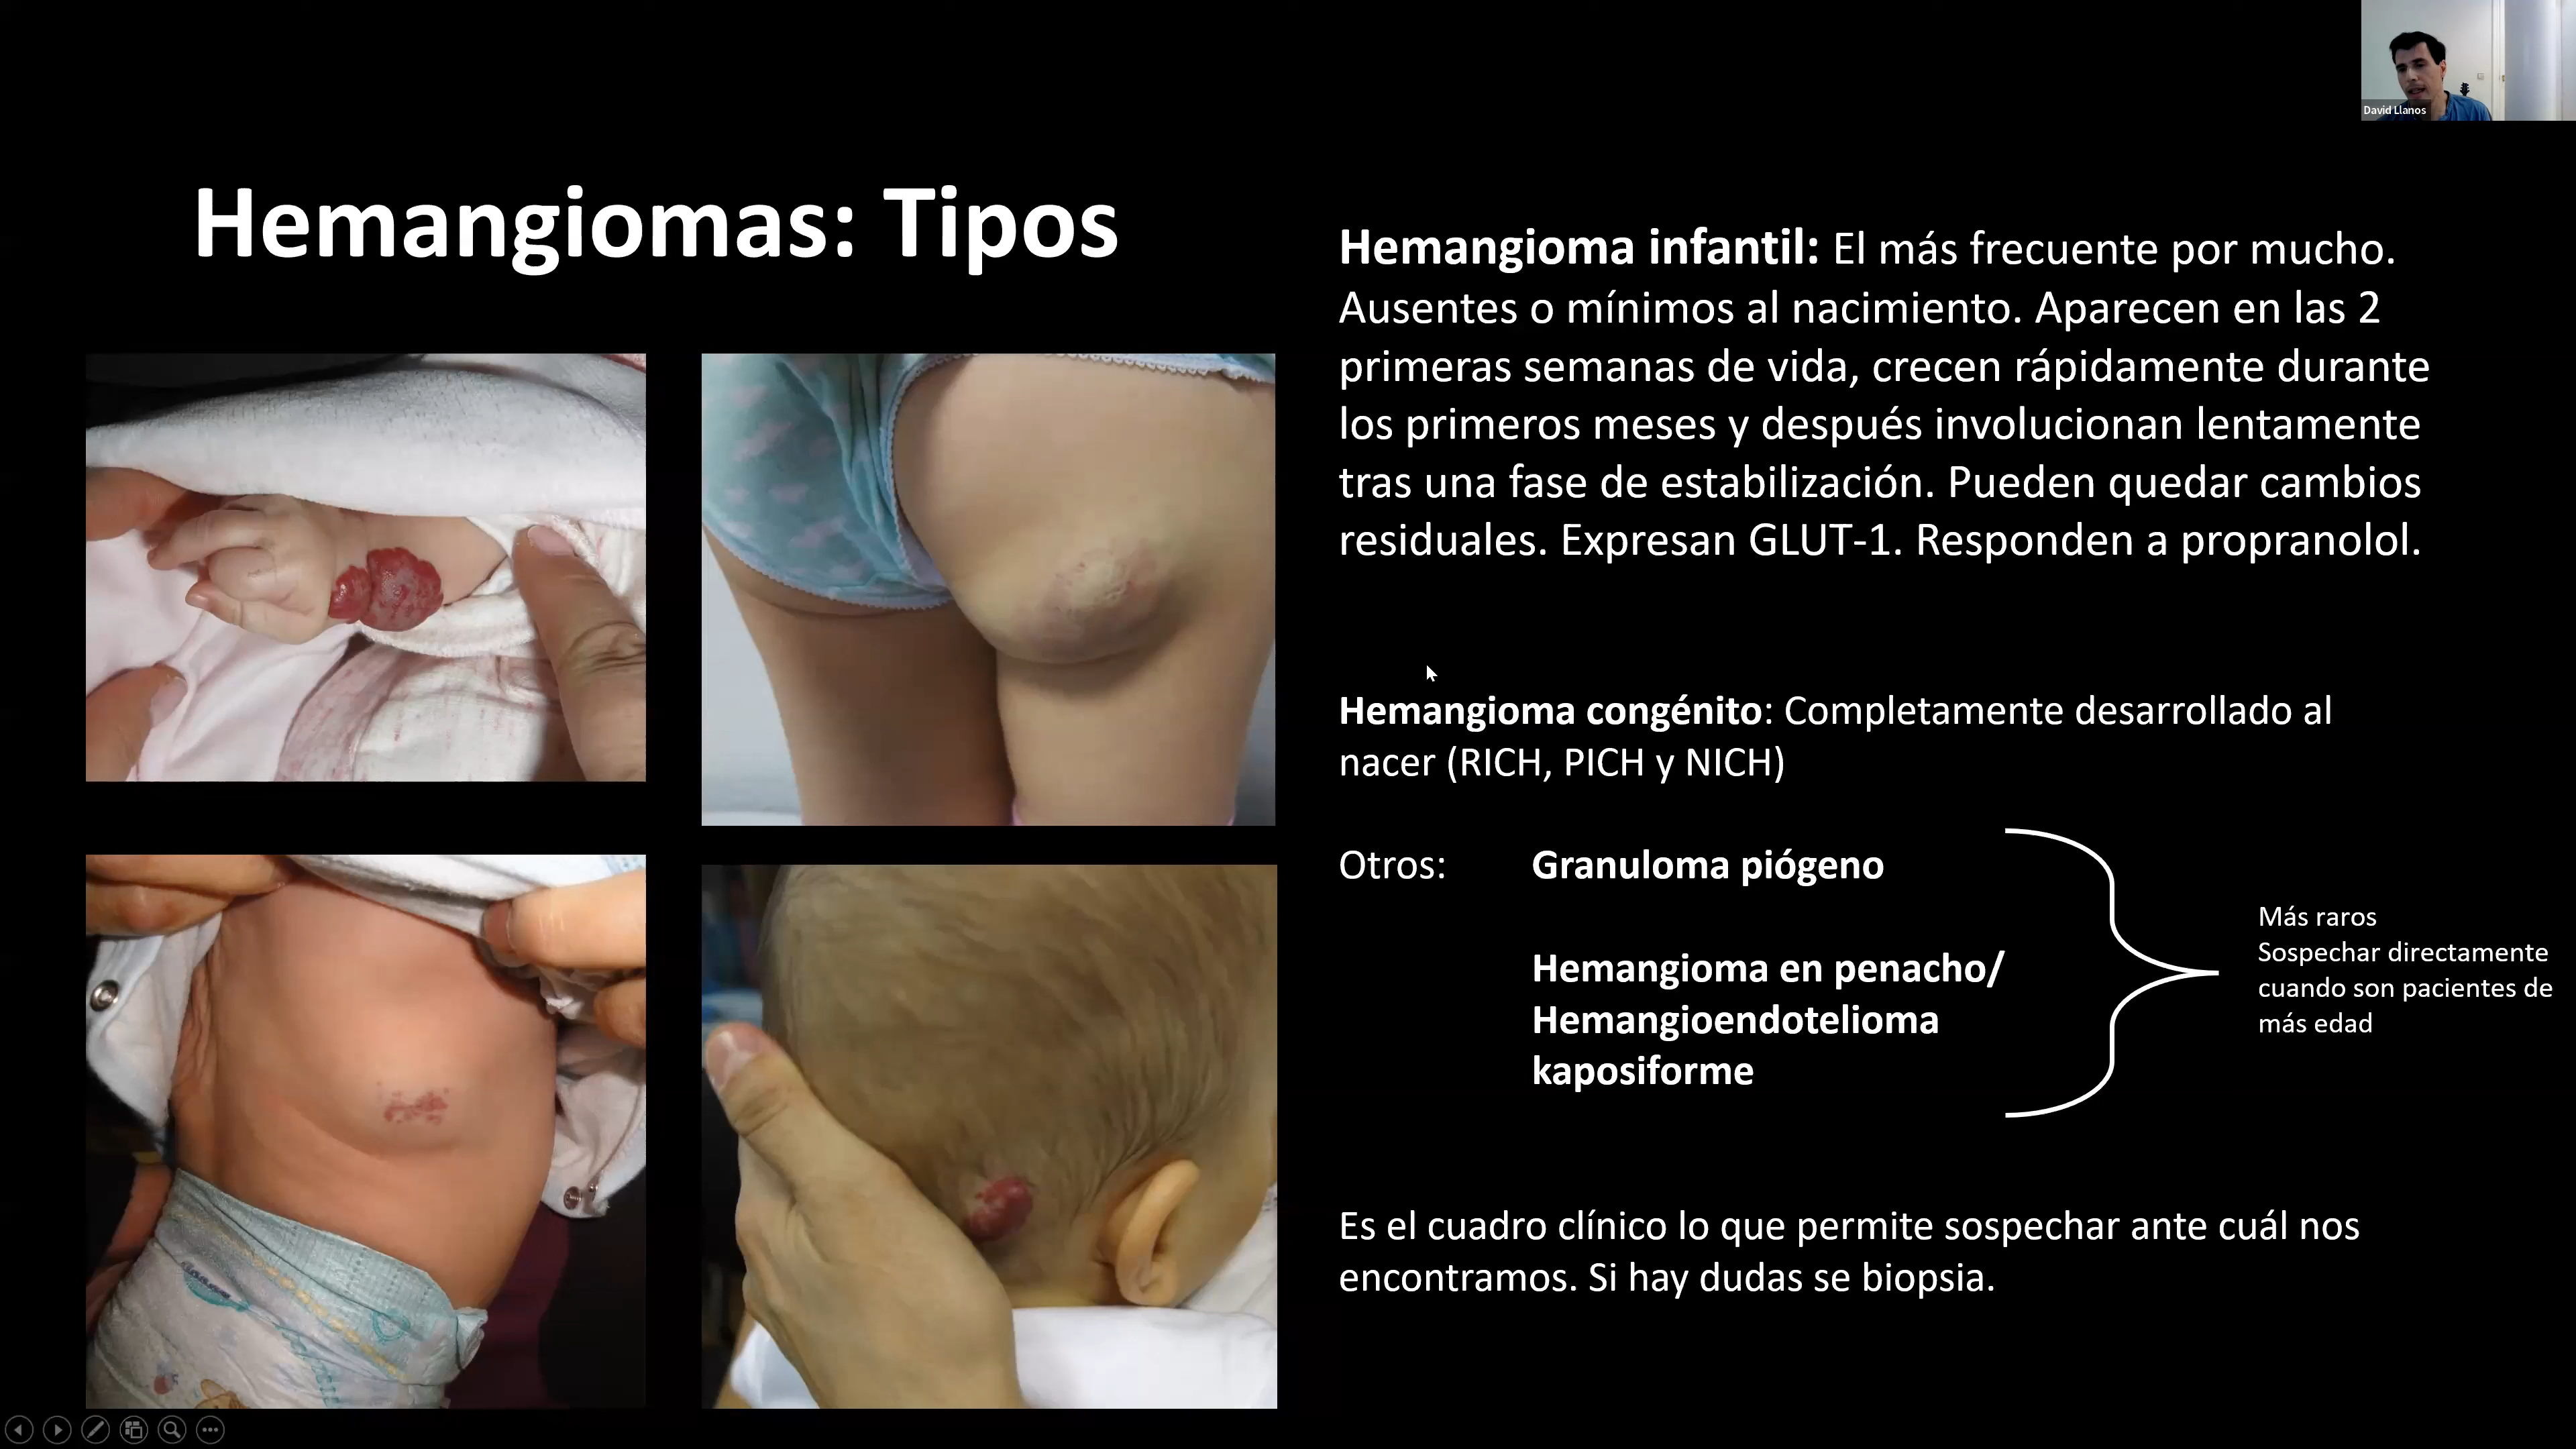 David Llanos
Hemangiomas: Tipos
Hemangioma infantil: El más frecuente por mucho.
Ausentes o mínimos al nacimiento. Aparecen en las 2
primeras semanas de vida, crecen rápidamente durante
los primeros meses y después involucionan lentamente
tras una fase de estabilización. Pueden quedar cambios
residuales. Expresan GLUT-1. Responden a propranolol.
Hemangioma congénito: Completamente desarrollado al
nacer (RICH, PICH y NICH)
Otros: Granuloma piógeno
Hemangioma en penacho/
Hemangioendotelioma
kaposiforme
Más raros
Sospechar directamente
cuando son pacientes de
más edad
Es el cuadro clínico lo que permite sospechar ante cuál nos
encontramos. Si hay dudas se biopsia.